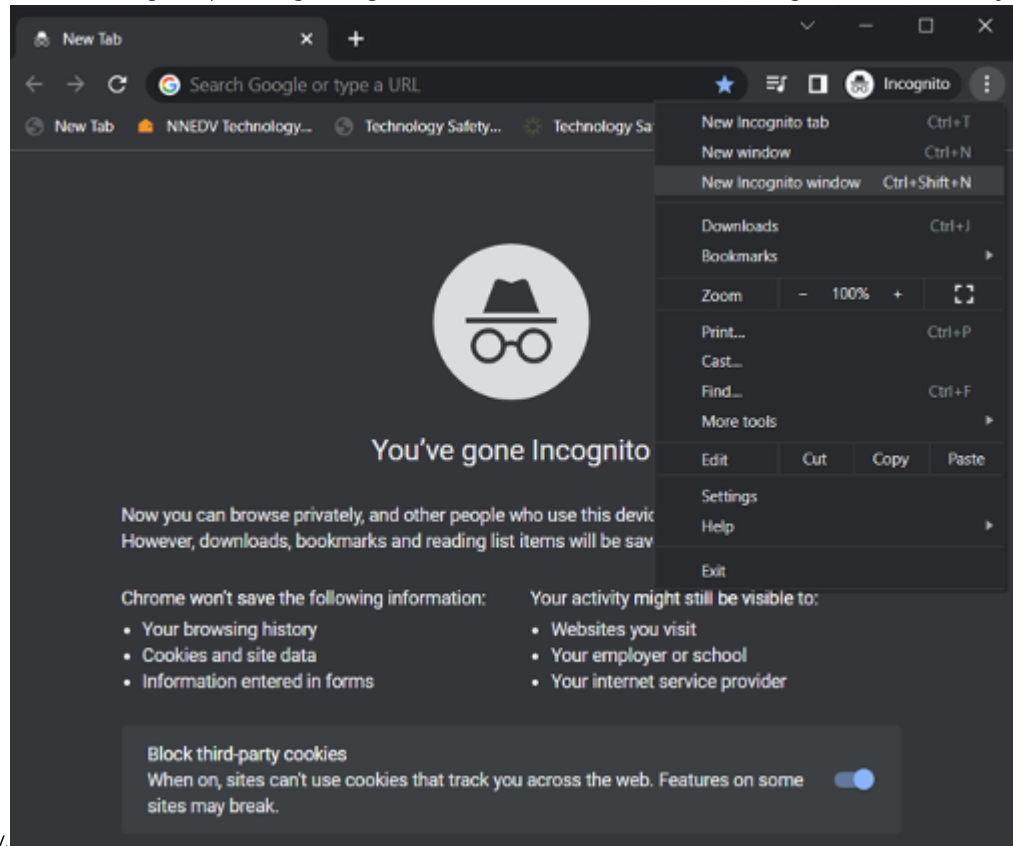 New Tab
Search Google or type a URL
Incognito
New Tab
NNEDV Technology...
Technology Safety...
Technology Sa
New Incognito tab Ctrl+T
New window Ctrl+N
New Incognito window Ctrl+Shift+N
Downloads Ctrl+J
Bookmarks
Zoom - 100% +
Print... Ctrl+P
Cast...
Find... Ctrl+F
More tools
Edit Cut Copy Paste
Settings
Help
Exit
You've gone Incognito
Now you can browse privately, and other people who use this devic
However, downloads, bookmarks and reading list items will be sav
Chrome won't save the following information:
• Your browsing history
• Cookies and site data
• Information entered in forms
Your activity might still be visible to:
• Websites you visit
• Your employer or school
• Your internet service provider
Block third-party cookies
When on, sites can't use cookies that track you across the web. Features on some
sites may break.